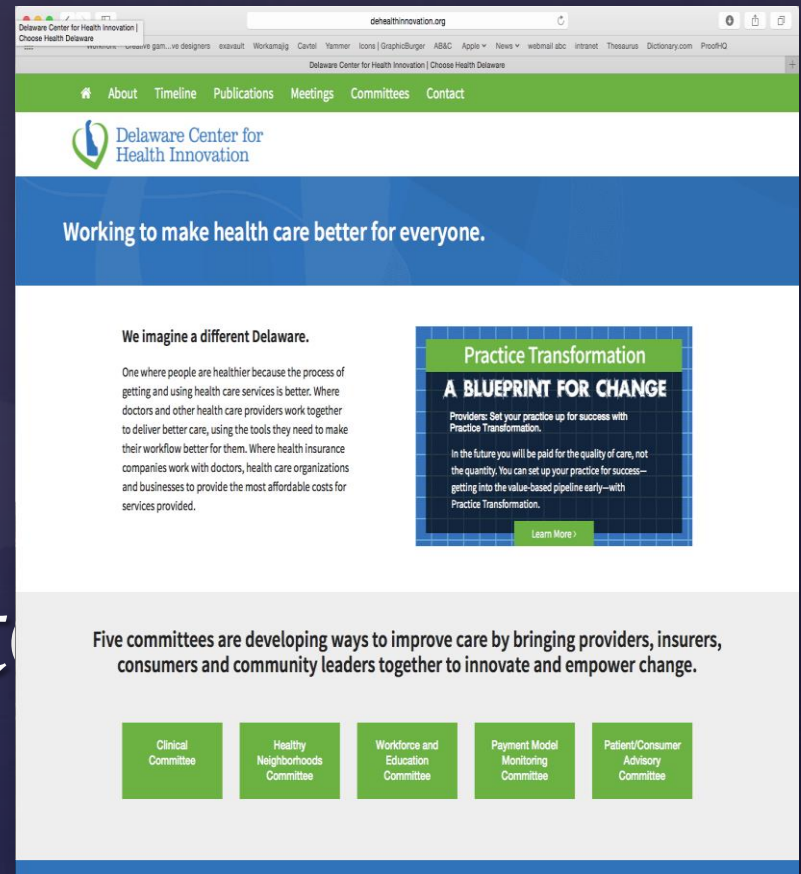 Delaware Center for Health Innovation |
Choose Health Delaware
dehealthinnovation.org
gam...ve designers exavault Workamajig Cavtel Yammer Icons | GraphicBurger AB&C Apple News webmail abc intranet Thesaurus Dictionary.com ProofHQ
Delaware Center for Health Innovation | Choose Health Delaware
About Timeline Publications Meetings Committees Contact
Delaware Center for
Health Innovation
Working to make health care better for everyone.
We imagine a different Delaware.
One where people are healthier because the process of
getting and using health care services is better. Where
doctors and other health care providers work together
to deliver better care, using the tools they need to make
their workflow better for them. Where health insurance
companies work with doctors, health care organizations
and businesses to provide the most affordable costs for
services provided.
Practice Transformation
A BLUEPRINT FOR CHANGE
Providers: Set your practice up for success with
Practice Transformation.
In the future you will be paid for the quality of care, not
the quantity. You can set up your practice for success—
getting into the value-based pipeline early—with
Practice Transformation.
Learn More >
Five committees are developing ways to improve care by bringing providers, insurers,
consumers and community leaders together to innovate and empower change.
Clinical
Committee
Healthy
Neighborhoods
Committee
Workforce and
Education
Committee
Payment Model
Monitoring
Committee
Patient/Consumer
Advisory
Committee